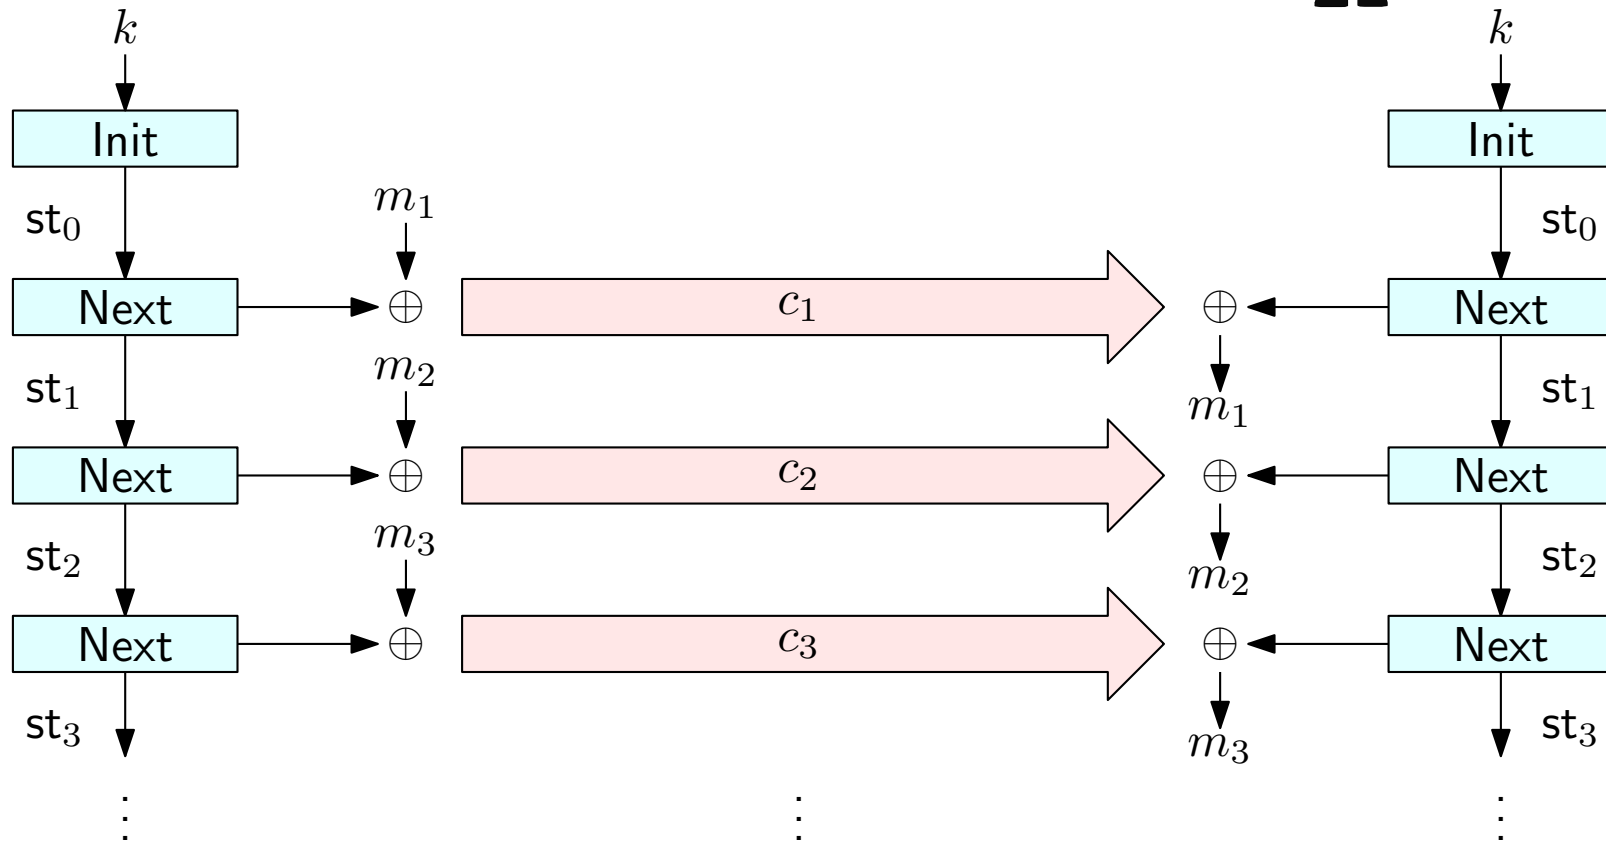 k k
Init Init
m₁
st₀ st₀
Next ⊕ c₁ ⊕ Next
m₂
st₁ m₁ st₁
Next ⊕ c₂ ⊕ Next
m₃
st₂ m₂ st₂
Next ⊕ c₃ ⊕ Next
st₃ m₃ st₃
⋮ ⋮ ⋮